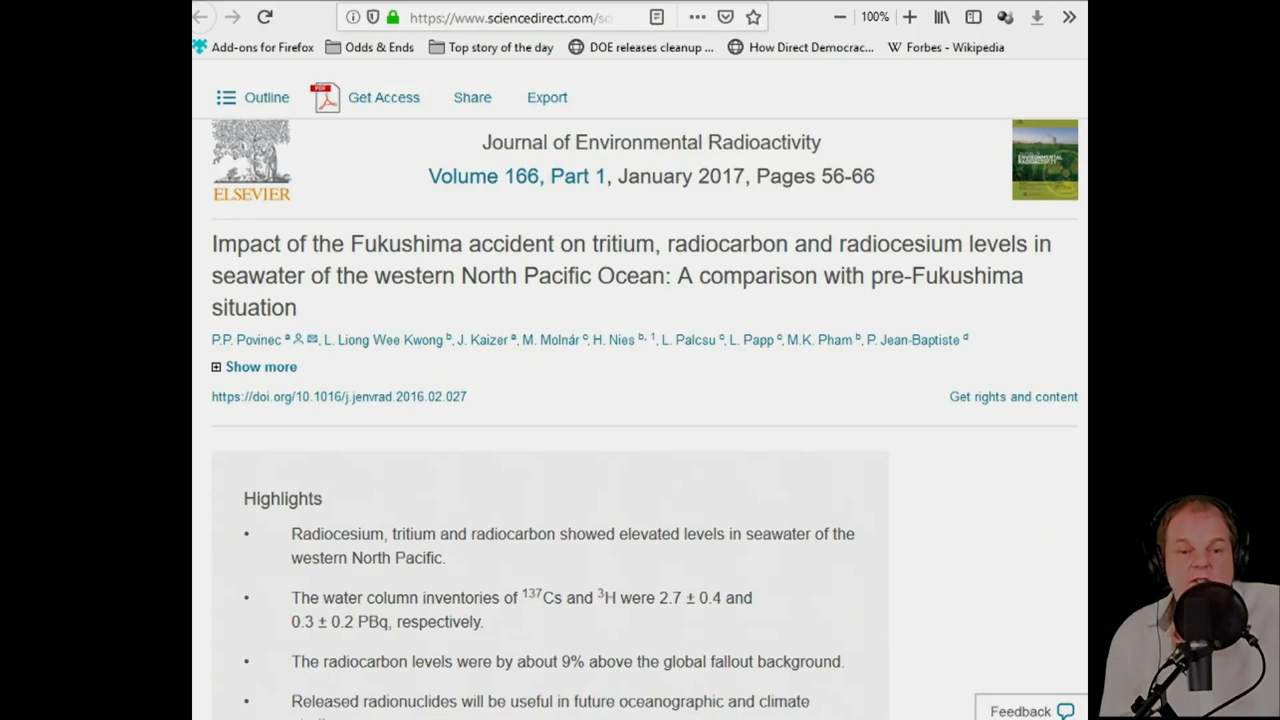 https://www.sciencedirect.com/sc
100%
Add-ons for Firefox
Odds & Ends
Top story of the day
DOE releases cleanup ...
How Direct Democrac...
W Forbes - Wikipedia
Outline
PDF
Get Access
Share
Export
Journal of Environmental Radioactivity
Volume 166, Part 1, January 2017, Pages 56-66
ELSEVIER
Impact of the Fukushima accident on tritium, radiocarbon and radiocesium levels in
seawater of the western North Pacific Ocean: A comparison with pre-Fukushima
situation
P.P. Povinec ᵃ, L. Liong Wee Kwong ᵇ, J. Kaizer ᵃ, M. Molnár ᶜ, H. Nies ᵇ˒ ¹, L. Palcsu ᶜ, L. Papp ᶜ, M.K. Pham ᵇ, P. Jean-Baptiste ᵈ
Show more
https://doi.org/10.1016/j.jenvrad.2016.02.027
Get rights and content
Highlights
• Radiocesium, tritium and radiocarbon showed elevated levels in seawater of the
western North Pacific.
• The water column inventories of ¹³⁷Cs and ³H were 2.7 ± 0.4 and
0.3 ± 0.2 PBq, respectively.
• The radiocarbon levels were by about 9% above the global fallout background.
• Released radionuclides will be useful in future oceanographic and climate
Feedback